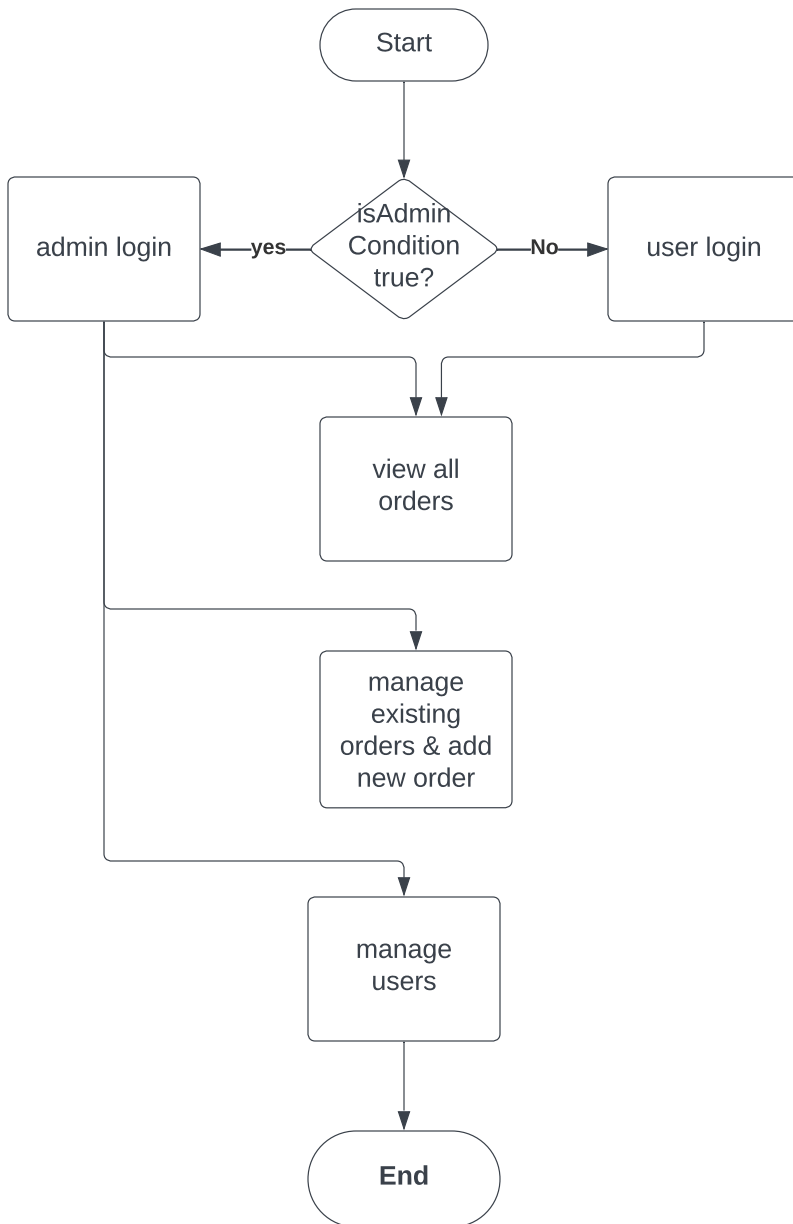 Start
isAdmin
Condition
true?
admin login
yes
No
user login
view all
orders
manage
existing
orders & add
new order
manage
users
End